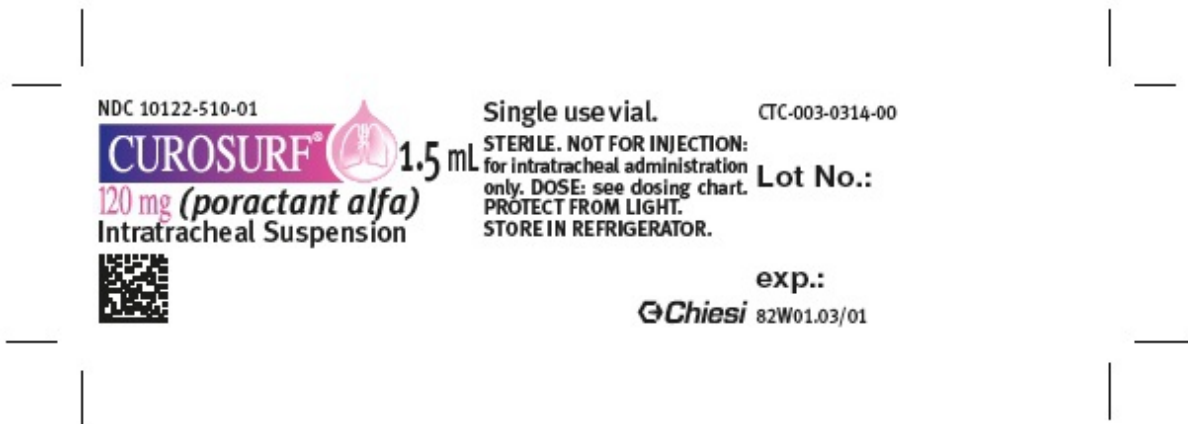 NDC 10122-510-01
CUROSURF®
1.5 mL
120 mg (poractant alfa)
Intratracheal Suspension
Single use vial.
STERILE. NOT FOR INJECTION:
for intratracheal administration
only. DOSE: see dosing chart.
PROTECT FROM LIGHT.
STORE IN REFRIGERATOR.
Chiesi
CTC-003-0314-00
Lot No.:
exp.:
82W01.03/01